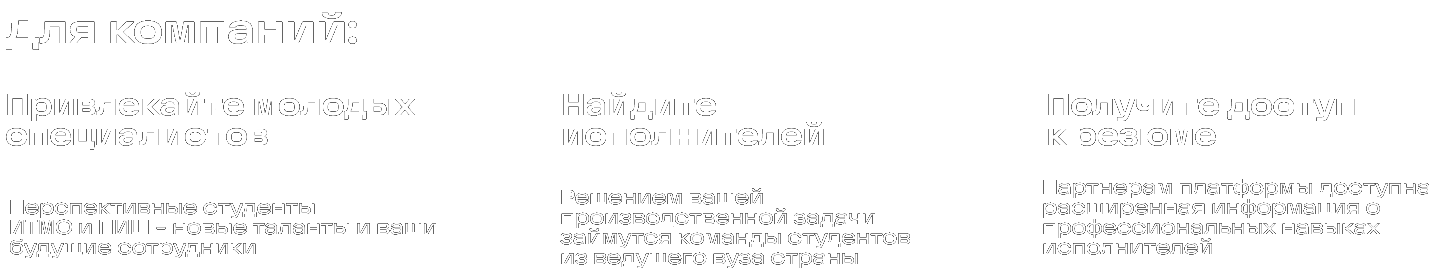 Для компаний:
Привлекайте молодых
специалистов
Перспективные студенты
ИТМО и ПИШ – новые таланты и ваши
будущие сотрудники
Найдите
исполнителей
Решением вашей
производственной задачи
займутся команды студентов
из ведущего вуза страны
Получите доступ
к резюме
Партнерам платформы доступна
расширенная информация о
профессиональных навыках
исполнителей